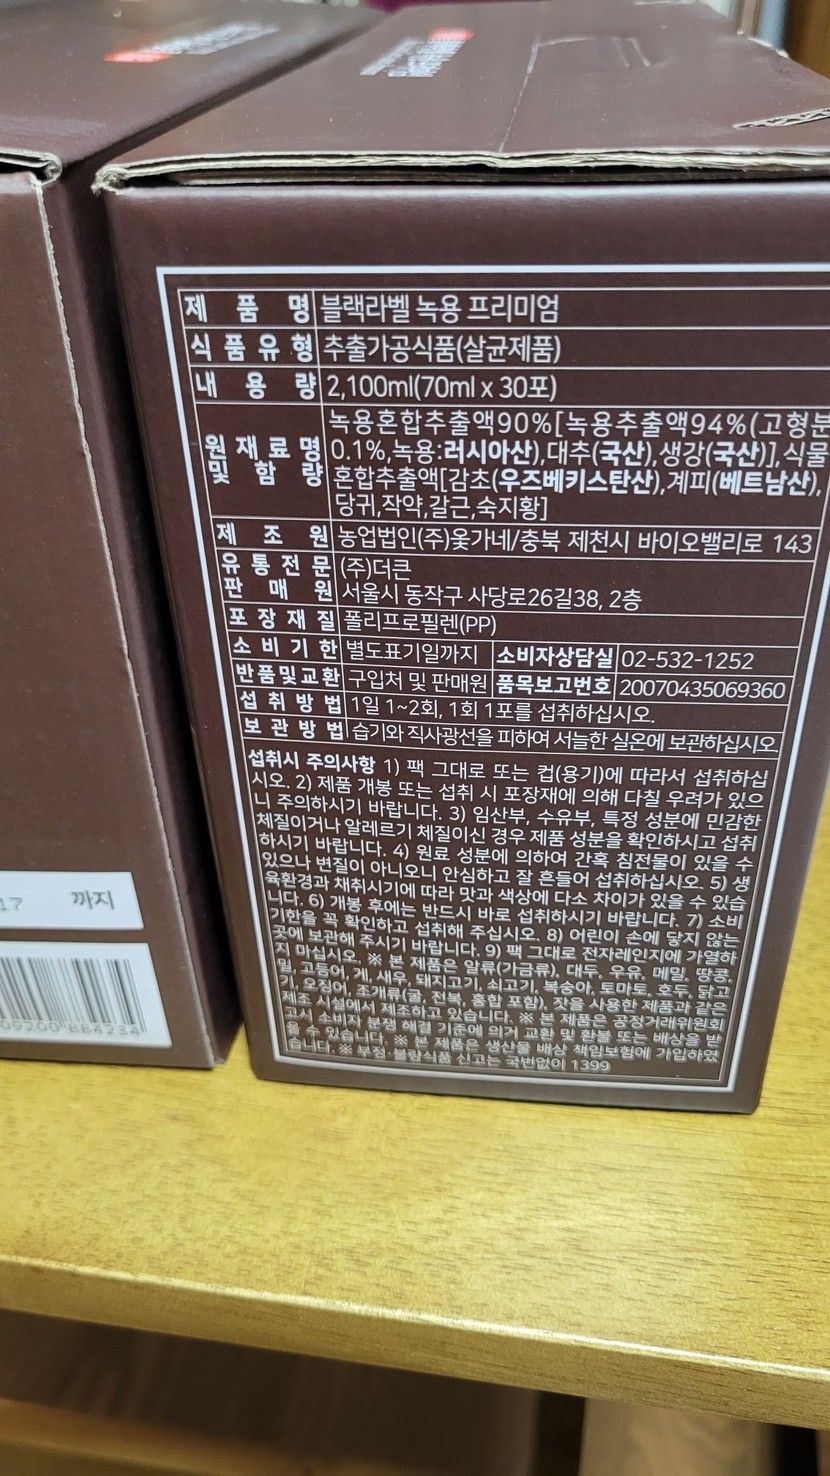 제 품 명 블랙라벨 녹용 프리미엄
식 품 유 형 추출가공식품(살균제품)
내 용 량 2,100ml(70ml x 30포)
원 재 료 명 및 함 량 녹용혼합추출액90%[녹용추출액94%(고형분
0.1%,녹용:러시아산),대추(국산),생강(국산)],식물
혼합추출액[감초(우즈베키스탄산),계피(베트남산),
당귀,작약,갈근,숙지황]
제 조 원 농업법인(주)옻가네/충북 제천시 바이오밸리로 143
유 통 전 문 판 매 원 (주)더큰
서울시 동작구 사당로26길38, 2층
포 장 재 질 폴리프로필렌(PP)
소 비 기 한 별도표기일까지 소비자상담실 02-532-1252
반품및교환 구입처 및 판매원 품목보고번호 20070435069360
섭 취 방 법 1일 1~2회, 1회 1포를 섭취하십시오.
보 관 방 법 습기와 직사광선을 피하여 서늘한 실온에 보관하십시오.
섭취시 주의사항 1) 팩 그대로 또는 컵(용기)에 따라서 섭취하십
시오. 2) 제품 개봉 또는 섭취 시 포장재에 의해 다칠 우려가 있으
니 주의하시기 바랍니다. 3) 임산부, 수유부, 특정 성분에 민감한
체질이거나 알레르기 체질이신 경우 제품 성분을 확인하시고 섭취
하시기 바랍니다. 4) 원료 성분에 의하여 간혹 침전물이 있을 수
있으나 변질이 아니오니 안심하고 잘 흔들어 섭취하십시오. 5) 생
육환경과 채취시기에 따라 맛과 색상에 다소 차이가 있을 수 있습
니다. 6) 개봉 후에는 반드시 바로 섭취하시기 바랍니다. 7) 소비
기한을 꼭 확인하고 섭취해 주십시오. 8) 어린이 손에 닿지 않는
곳에 보관해 주시기 바랍니다. 9) 팩 그대로 전자레인지에 가열하
지 마십시오. ※ 본 제품은 알류(가금류), 대두, 우유, 메밀, 땅콩,
밀, 고등어, 게, 새우, 돼지고기, 쇠고기, 복숭아, 토마토, 호두, 닭고
기, 오징어, 조개류(굴, 전복, 홍합 포함), 잣을 사용한 제품과 같은
제조 시설에서 제조하고 있습니다. ※ 본 제품은 공정거래위원회
고시 소비자 분쟁 해결 기준에 의거 교환 및 환불 또는 배상을 받
을 수 있습니다. ※ 본 제품은 생산물 배상 책임보험에 가입하였
습니다. ※ 부정·불량식품 신고는 국번없이 1399
17 까지
09200 884234